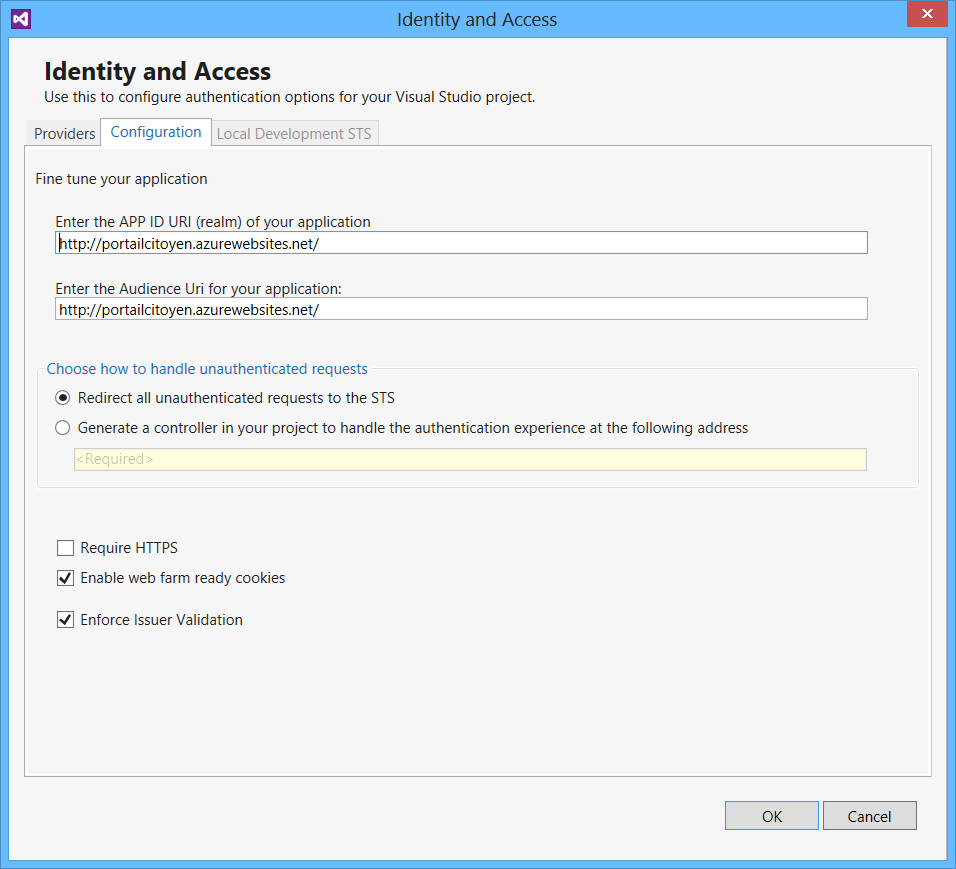 Identity and Access
Identity and Access
Use this to configure authentication options for your Visual Studio project.
Providers Configuration Local Development STS
Fine tune your application
Enter the APP ID URI (realm) of your application
http://portailcitoyen.azurewebsites.net/
Enter the Audience Uri for your application:
http://portailcitoyen.azurewebsites.net/
Choose how to handle unauthenticated requests
Redirect all unauthenticated requests to the STS
Generate a controller in your project to handle the authentication experience at the following address
<Required>
Require HTTPS
Enable web farm ready cookies
Enforce Issuer Validation
OK Cancel